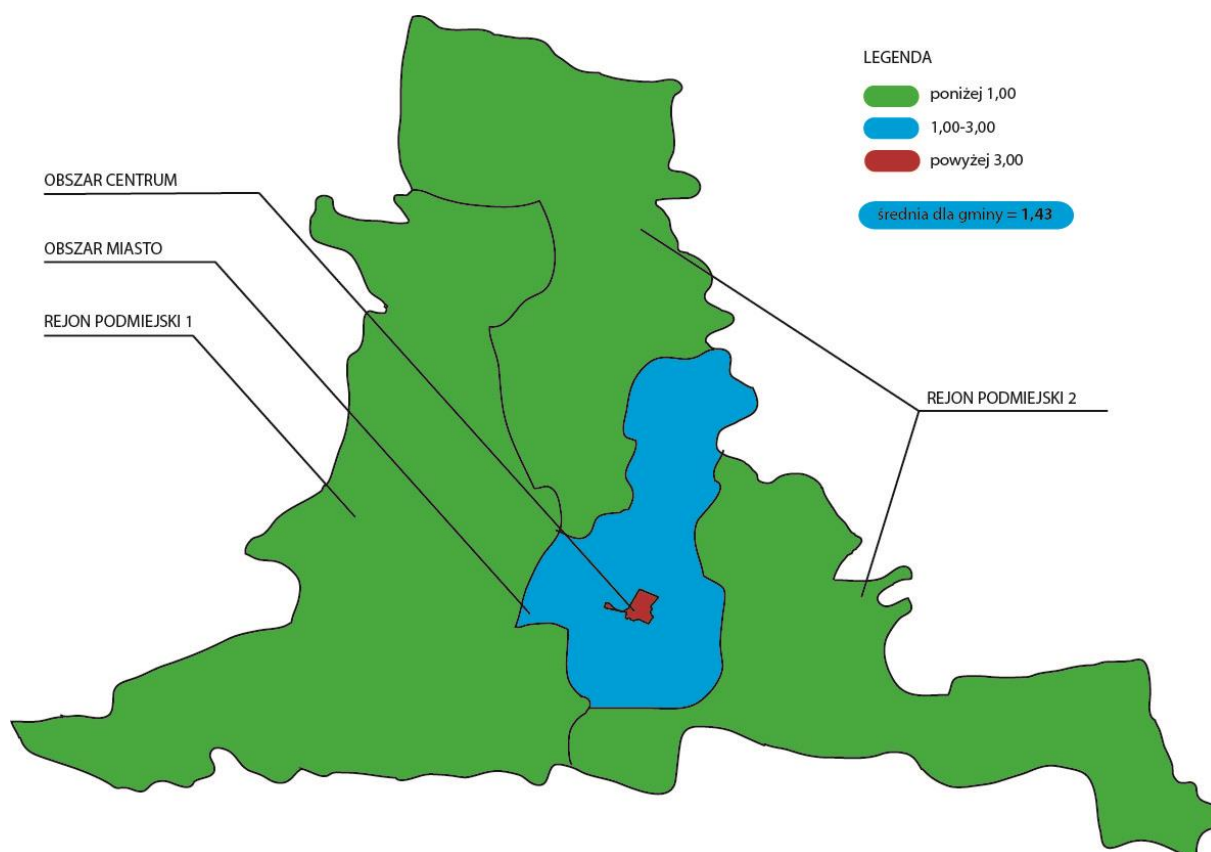 LEGENDA
poniżej 1,00
1,00-3,00
powyżej 3,00
średnia dla gminy = 1,43
OBSZAR CENTRUM
OBSZAR MIASTO
REJON PODMIEJSKI 1
REJON PODMIEJSKI 2